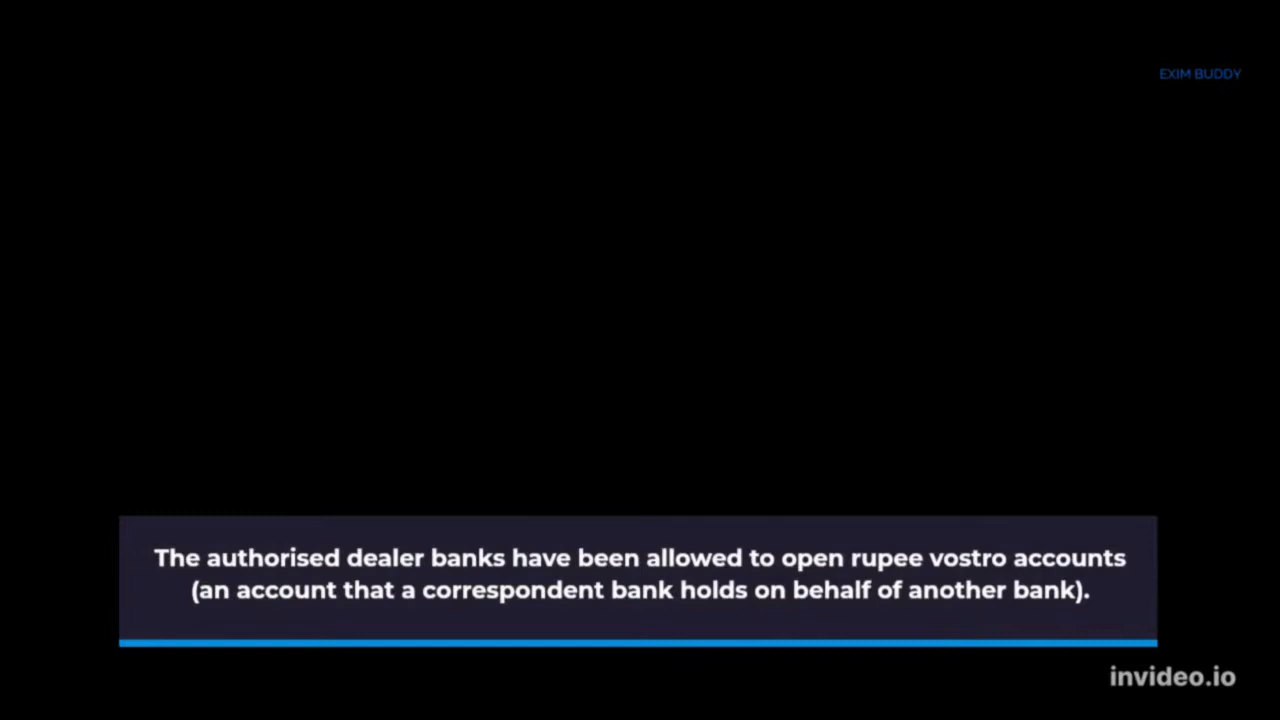 EXIM BUDDY
The authorised dealer banks have been allowed to open rupee vostro accounts
(an account that a correspondent bank holds on behalf of another bank).
invideo.io